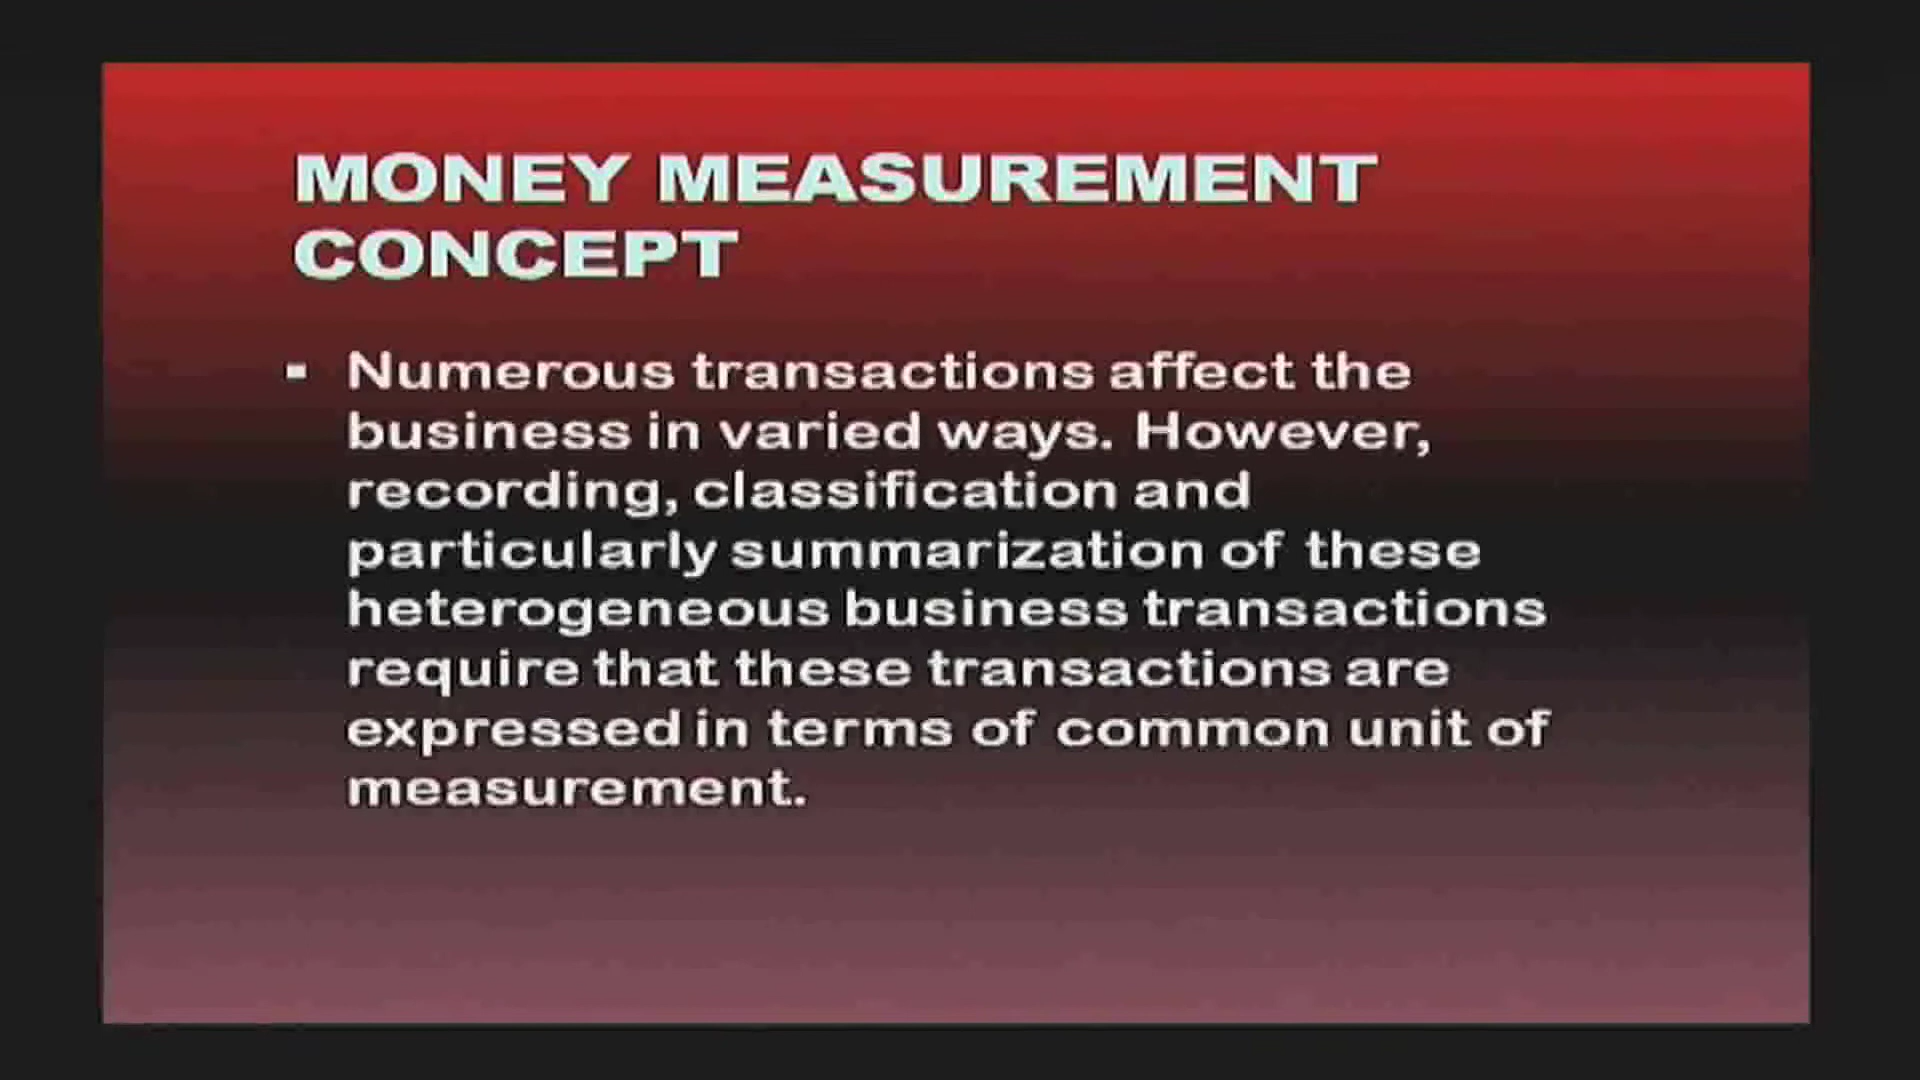 MONEY MEASUREMENT
CONCEPT
▪ Numerous transactions affect the
business in varied ways. However,
recording, classification and
particularly summarization of these
heterogeneous business transactions
require that these transactions are
expressed in terms of common unit of
measurement.